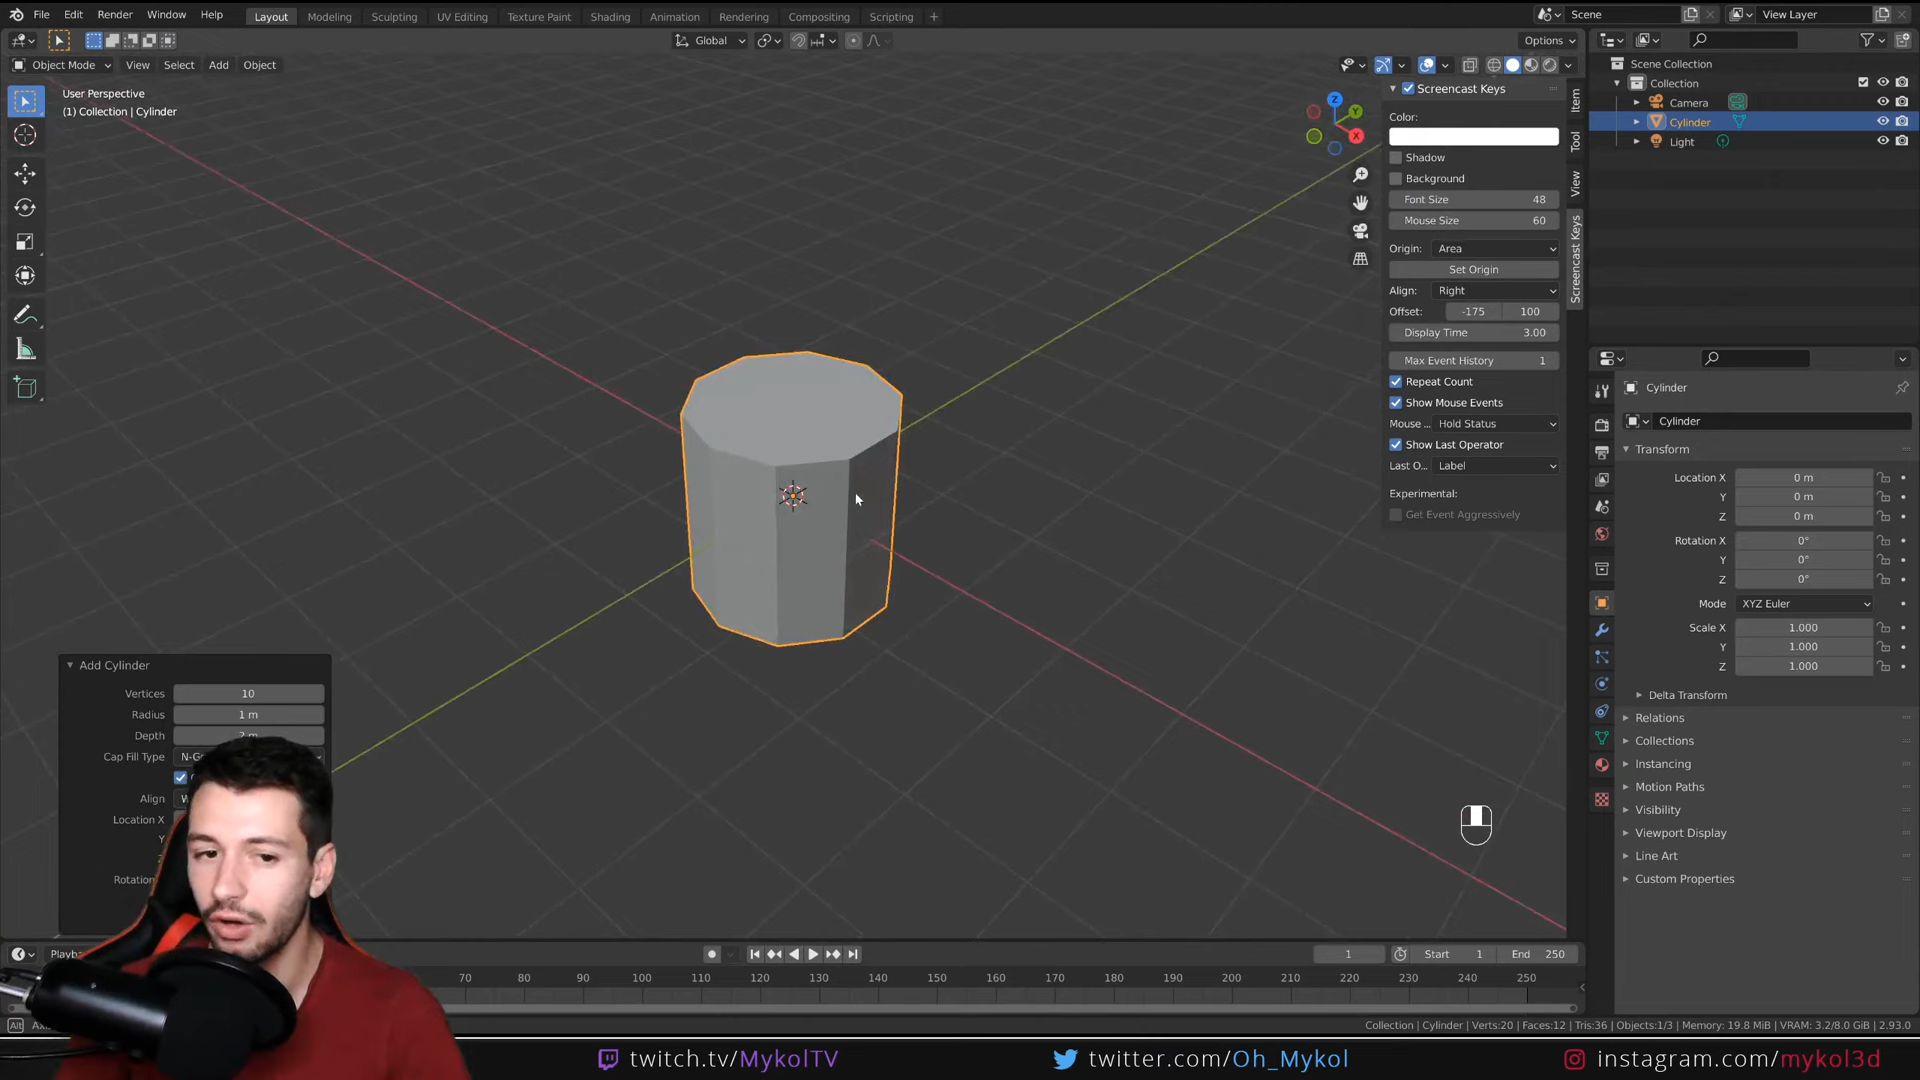 File Edit Render Window Help
Layout Modeling Sculpting UV Editing Texture Paint Shading Animation Rendering Compositing Scripting +
Scene
View Layer
Global
Options
Object Mode View Select Add Object
User Perspective
(1) Collection | Cylinder
Z
Y
X
Screencast Keys
Color:
Shadow
Background
Font Size 48
Mouse Size 60
Origin: Area
Set Origin
Align: Right
Offset: -175 100
Display Time 3.00
Max Event History 1
Repeat Count
Show Mouse Events
Mouse ... Hold Status
Show Last Operator
Last O... Label
Experimental:
Get Event Aggressively
Item
Tool
View
Screencast Keys
Scene Collection
Collection
Camera
Cylinder
Light
Cylinder
Cylinder
Transform
Location X 0 m
Y 0 m
Z 0 m
Rotation X 0°
Y 0°
Z 0°
Mode XYZ Euler
Scale X 1.000
Y 1.000
Z 1.000
Delta Transform
Relations
Collections
Instancing
Motion Paths
Visibility
Viewport Display
Line Art
Custom Properties
Add Cylinder
Vertices 10
Radius 1 m
Depth 2 m
Cap Fill Type
Align
Location X
Rotation
1
Start 1
End 250
70 80 90 100 110 120 130 140 150 160 170 180 190 200 210 220 230 240 250
Alt
Collection | Cylinder | Verts:20 | Faces:12 | Tris:36 | Objects:1/3 | Memory: 19.8 MiB | VRAM: 3.2/8.0 GiB | 2.93.0
twitch.tv/MykolTV
twitter.com/Oh_Mykol
instagram.com/mykol3d